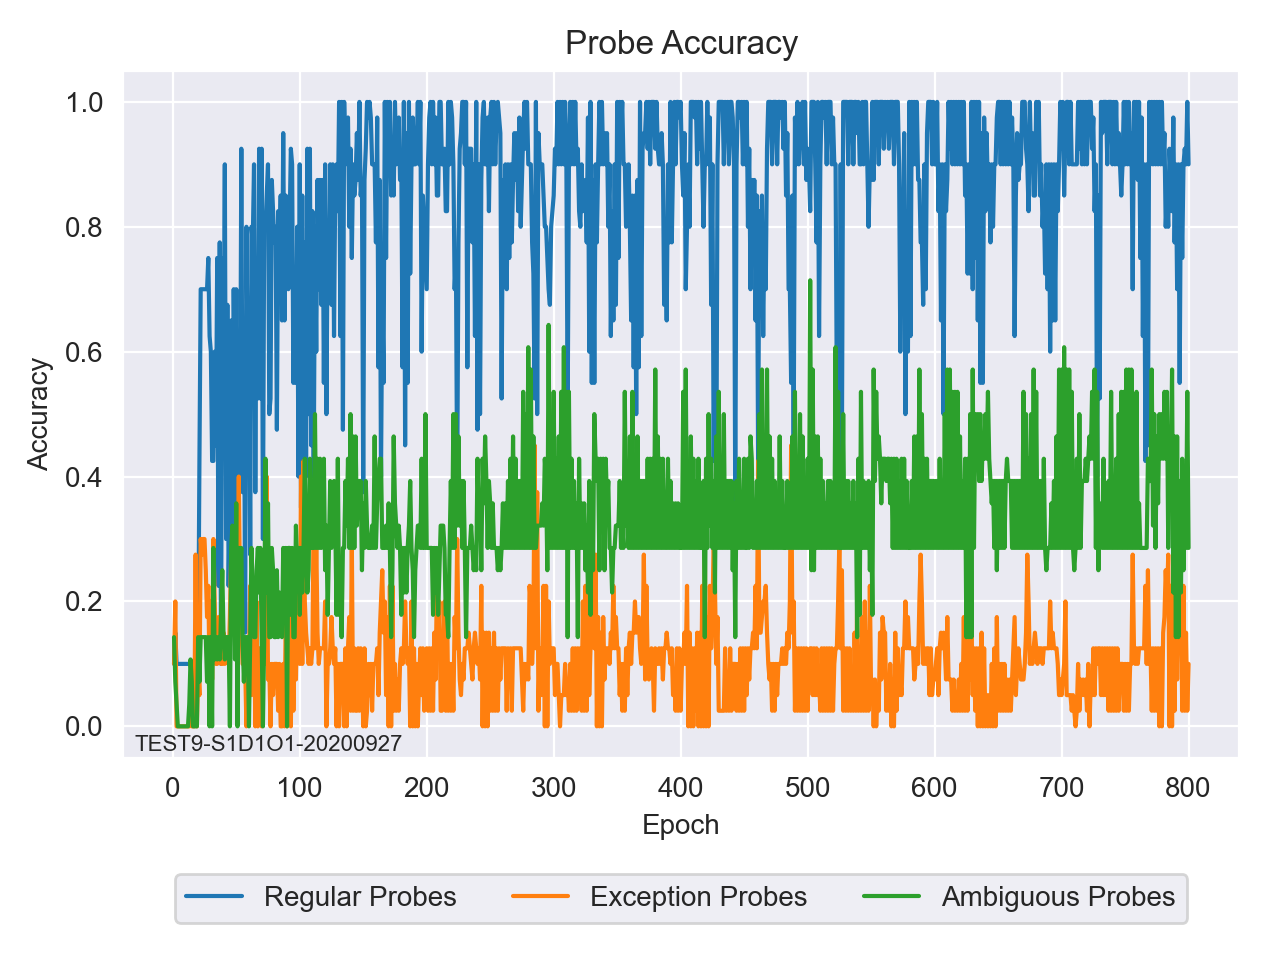 Probe Accuracy
1.0
0.8
0.6
0.4
0.2
0.0
Accuracy
TEST9-S1D1O1-20200927
0 100 200 300 400 500 600 700 800
Epoch
Regular Probes Exception Probes Ambiguous Probes